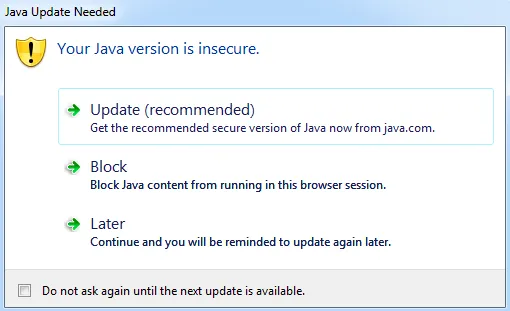 Java Update Needed
Your Java version is insecure.
Update (recommended)
Get the recommended secure version of Java now from java.com.
Block
Block Java content from running in this browser session.
Later
Continue and you will be reminded to update again later.
Do not ask again until the next update is available.